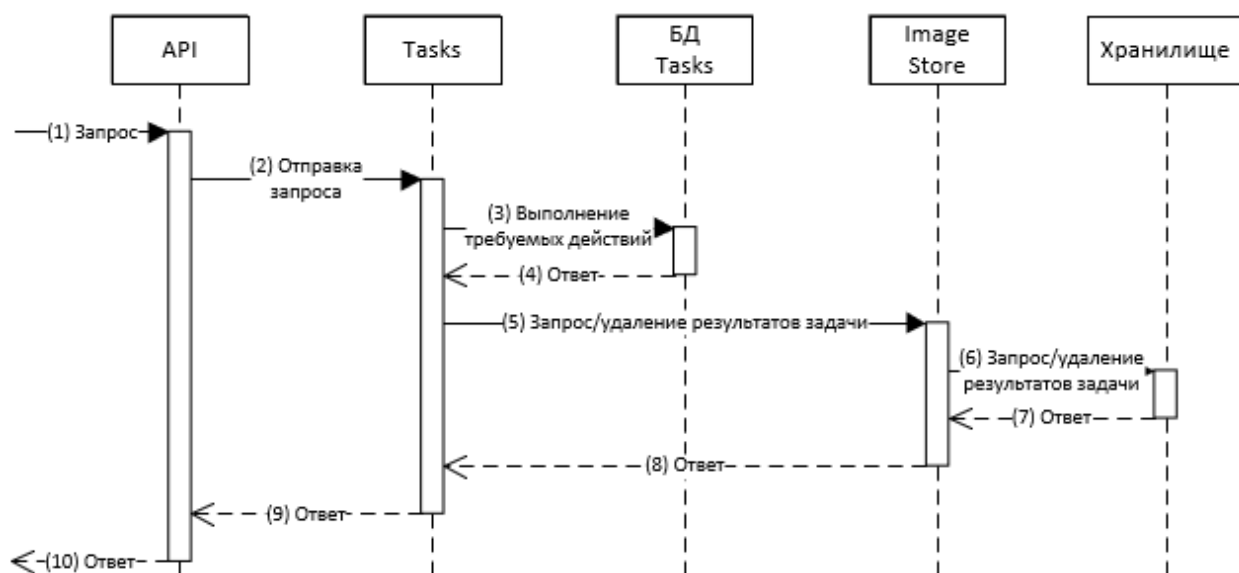 API
Tasks
БД
Tasks
Image
Store
Хранилище
(1) Запрос
(2) Отправка
запроса
(3) Выполнение
требуемых действий
(4) Ответ
(5) Запрос/удаление результатов задачи
(6) Запрос/удаление
результатов задачи
(7) Ответ
(8) Ответ
(9) Ответ
(10) Ответ